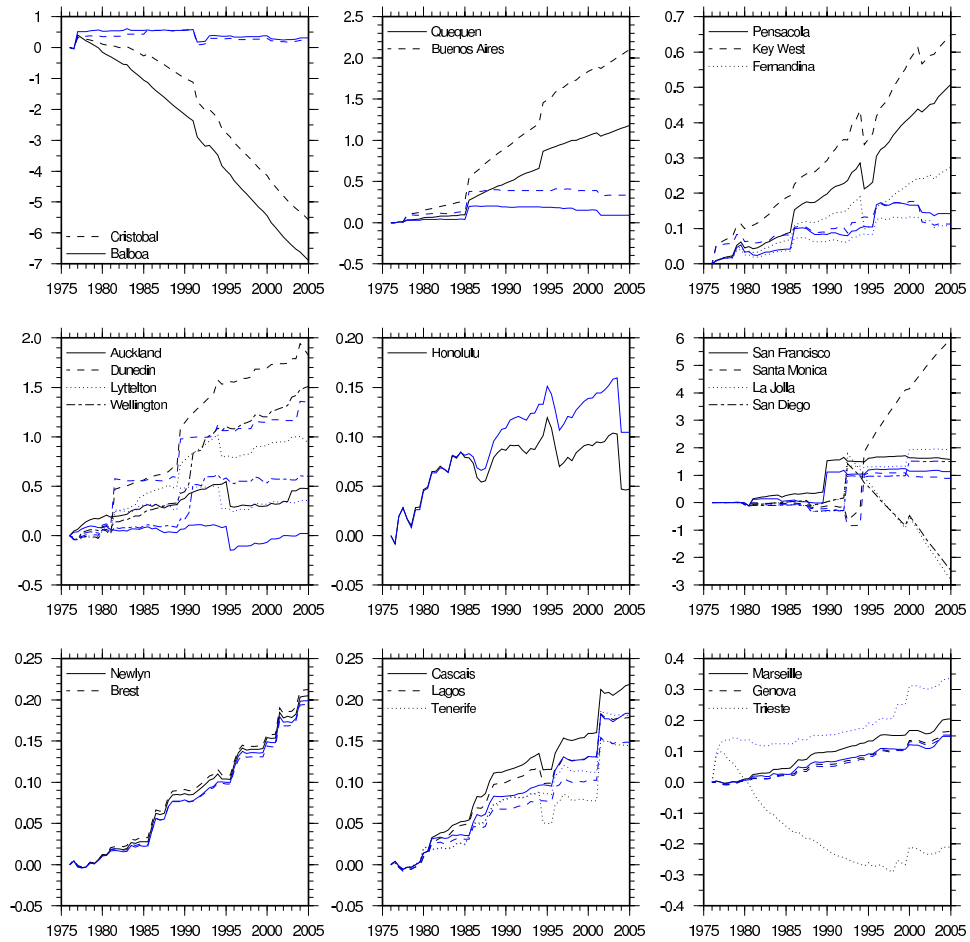 1
0
-1
-2
-3
-4
-5
-6
-7
Cristobal
Balboa
1975 1980 1985 1990 1995 2000 2005
2.5
2.0
1.5
1.0
0.5
0.0
-0.5
Quequen
Buenos Aires
1975 1980 1985 1990 1995 2000 2005
0.7
0.6
0.5
0.4
0.3
0.2
0.1
0.0
Pensacolla
Key West
Fernandina
1975 1980 1985 1990 1995 2000 2005
2.0
1.5
1.0
0.5
0.0
-0.5
Auckland
Dunedin
Lyttelton
Wellington
1975 1980 1985 1990 1995 2000 2005
0.20
0.15
0.10
0.05
0.00
-0.05
Honolulu
1975 1980 1985 1990 1995 2000 2005
6
5
4
3
2
1
0
-1
-2
-3
San Francisco
Santa Monica
La Jolla
San Diego
1975 1980 1985 1990 1995 2000 2005
0.25
0.20
0.15
0.10
0.05
0.00
-0.05
Newlyn
Brest
1975 1980 1985 1990 1995 2000 2005
0.25
0.20
0.15
0.10
0.05
0.00
-0.05
Cascais
Lagos
Tenerife
1975 1980 1985 1990 1995 2000 2005
0.4
0.3
0.2
0.1
0.0
-0.1
-0.2
-0.3
-0.4
Marseillle
Genova
Trieste
1975 1980 1985 1990 1995 2000 2005